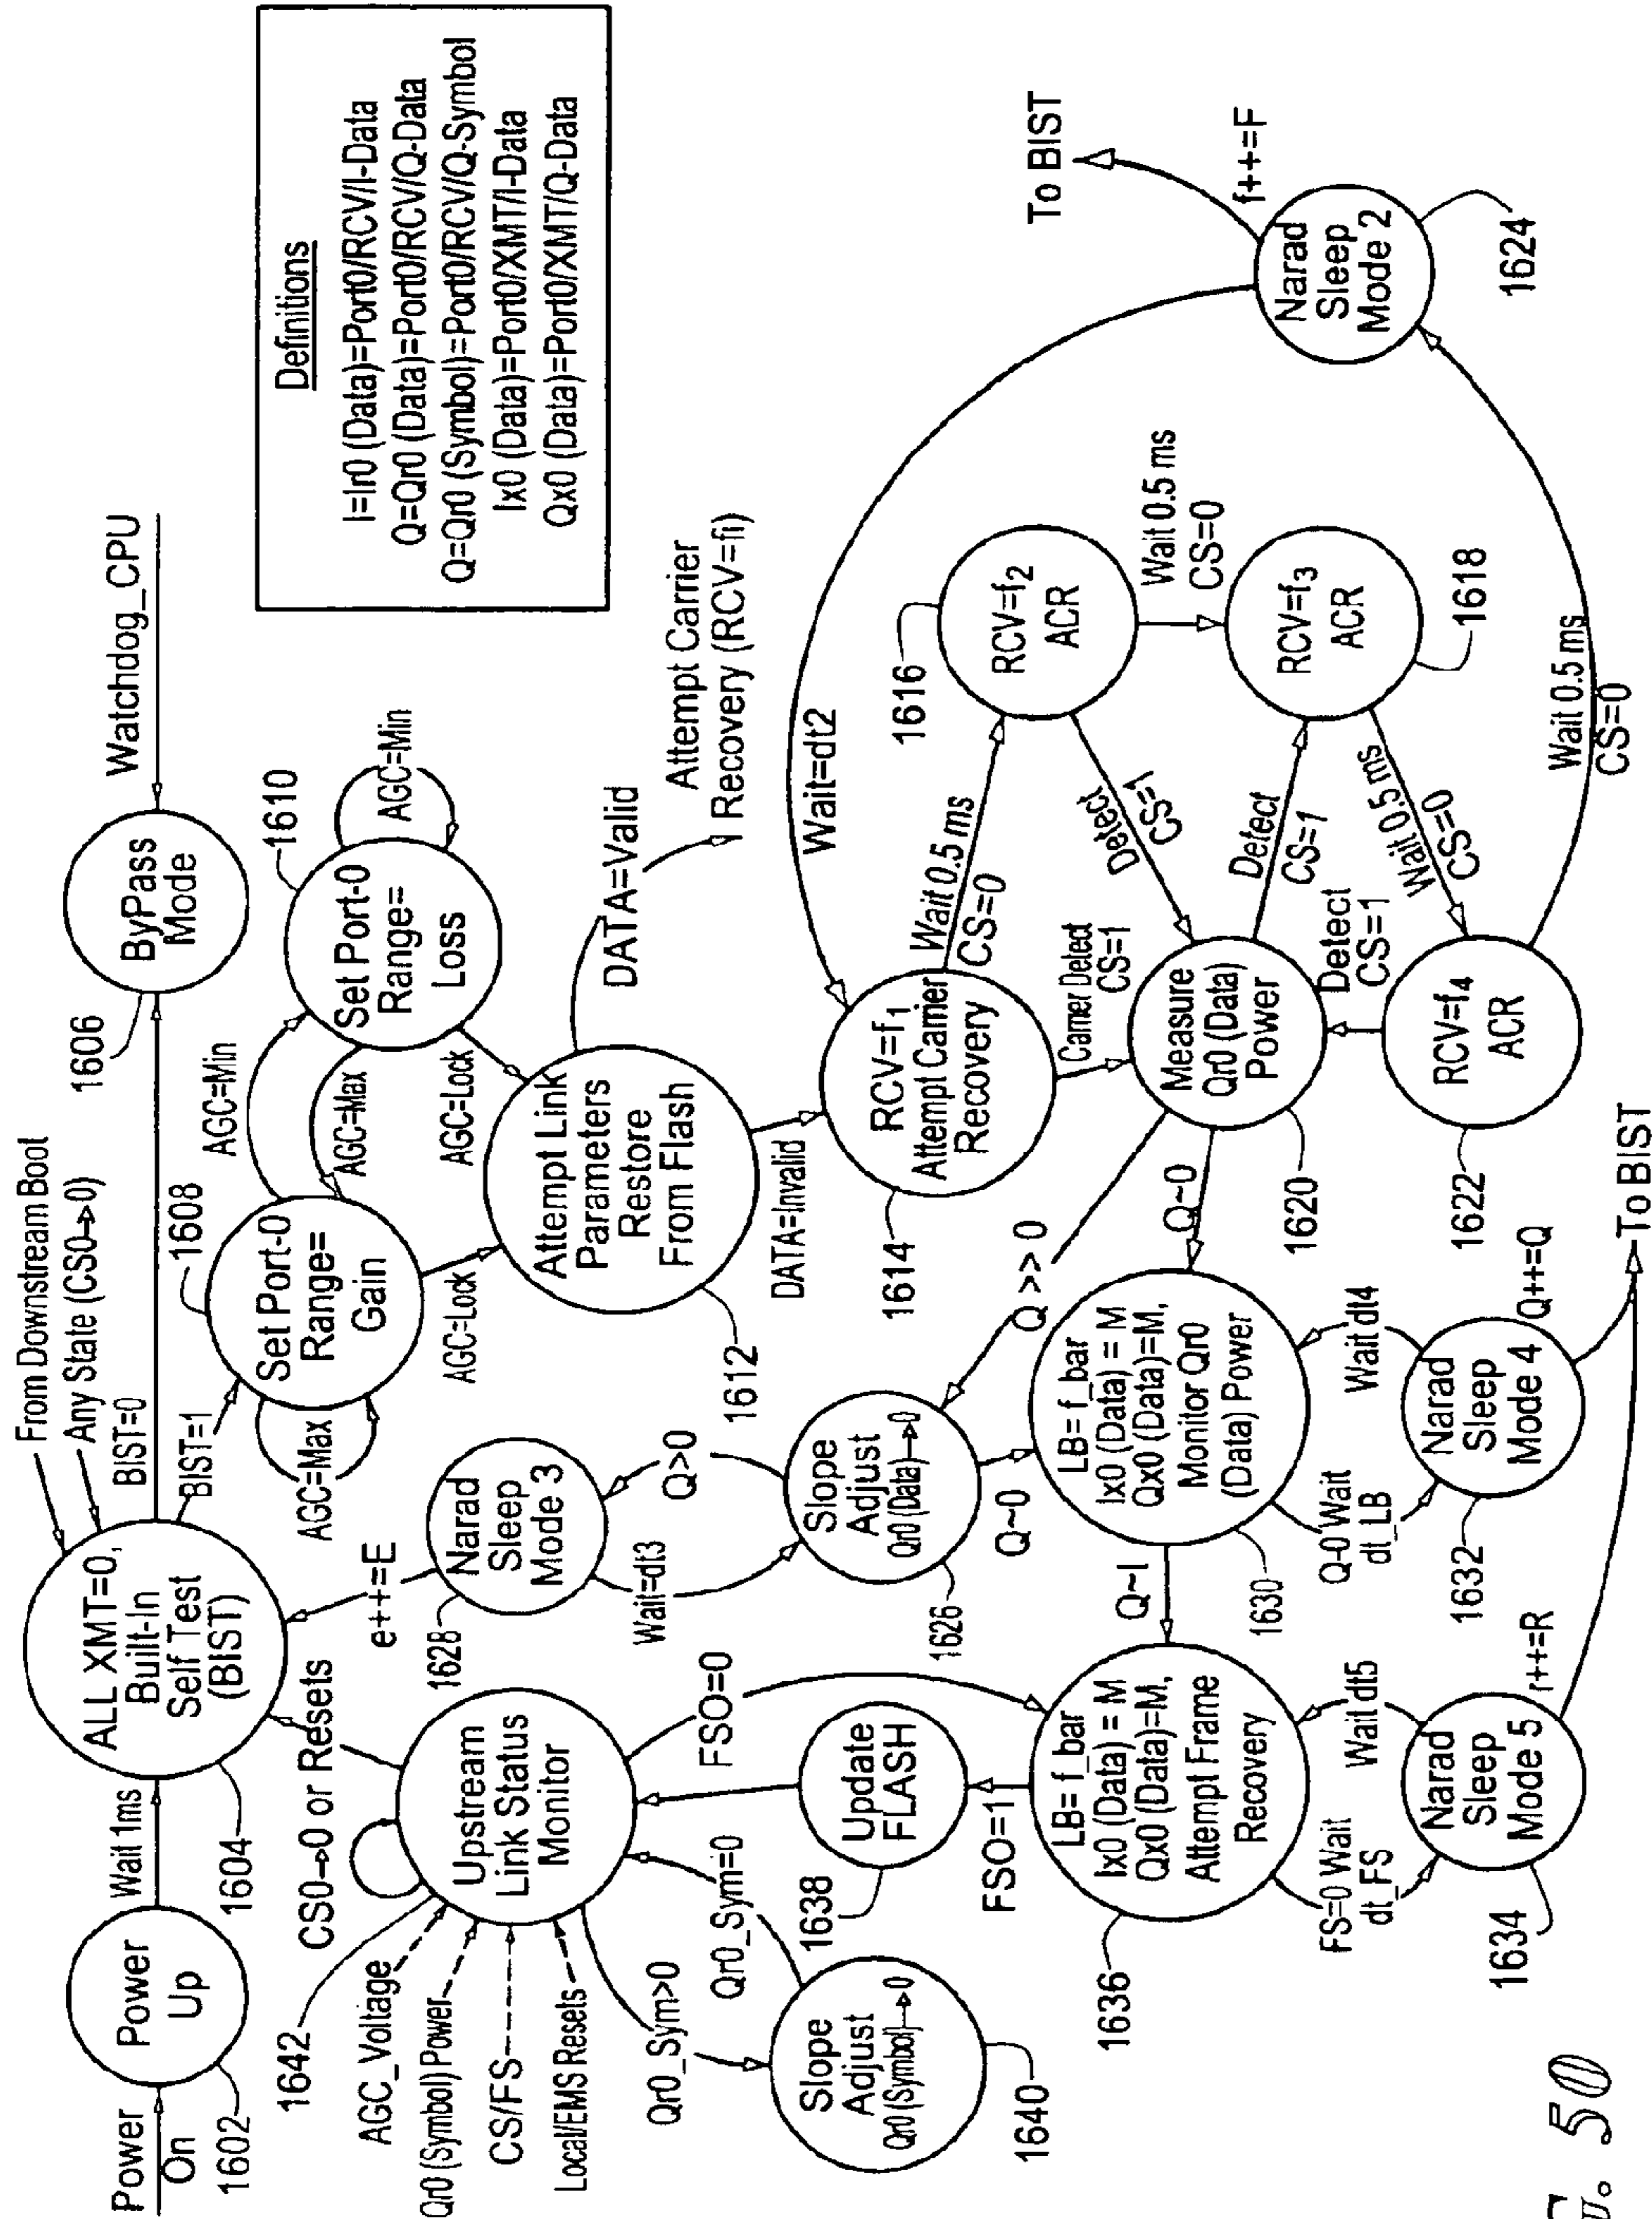 Power
On
1602
Power
Up
Wait 1ms
1604
ALL XMT=0,
Built-In
Self Test
(BIST)
From Downstream Boot
Any State (CS0→0)
BIST=0
BIST=1
1606
ByPass
Mode
Watchdog_CPU
1608
Set Port-0
Range=
Gain
AGC=Max
AGC=Min
AGC=Max
AGC=Lock
1610
Set Port-0
Range=
Loss
AGC=Min
AGC=Lock
1612
Attempt Link
Parameters
Restore
From Flash
DATA=Valid
Attempt Carrier
Recovery (RCV=fi)
DATA=Invalid
Definitions
I=Ir0 (Data)=Port0/RCV/I-Data
Q=Qr0 (Data)=Port0/RCV/Q-Data
Q=Qr0 (Symbol)=Port0/RCV/Q-Symbol
Ix0 (Data)=Port0/XMT/I-Data
Qx0 (Data)=Port0/XMT/Q-Data
CS0→0 or Resets
1642
Upstream
Link Status
Monitor
AGC_Voltage
Qr0 (Symbol) Power
CS/FS
Local/EMS Resets
e++=E
1628
Narad
Sleep
Mode 3
Wait=dt3
Q>0
1626
Slope
Adjust
Qr0 (Data)→0
Q~0
Q >> 0
1614
RCV=f1
Attempt Carrier
Recovery
Wait=dt2
Wait 0.5 ms
CS=0
1616
RCV=f2
ACR
Wait 0.5 ms
CS=0
Carrier Detect
CS=1
Detect
CS=1
Measure
Qr0 (Data)
Power
1620
Q~0
Detect
CS=1
RCV=f3
ACR
1618
Wait 0.5 ms
CS=0
Detect
CS=1
RCV=f4
ACR
1622
Wait 0.5 ms
CS=0
Narad
Sleep
Mode 2
1624
f++=F
To BIST
FSO=0
Qr0_Sym>0
Qr0_Sym=0
1640
Slope
Adjust
Qr0 (Symbol)→0
1638
Update
FLASH
FSO=1
1636
LB= f_bar
Ix0 (Data) = M
Qx0 (Data)=M,
Attempt Frame
Recovery
Q~I
1630
LB= f_bar
Ix0 (Data) = M
Qx0 (Data)=M,
Monitor Qr0
(Data) Power
FS=0 Wait
dt_FS
Wait dt5
1634
Narad
Sleep
Mode 5
r++=R
Q-0 Wait
dt_LB
Wait dt4
1632
Narad
Sleep
Mode 4
Q++=Q
To BIST
50